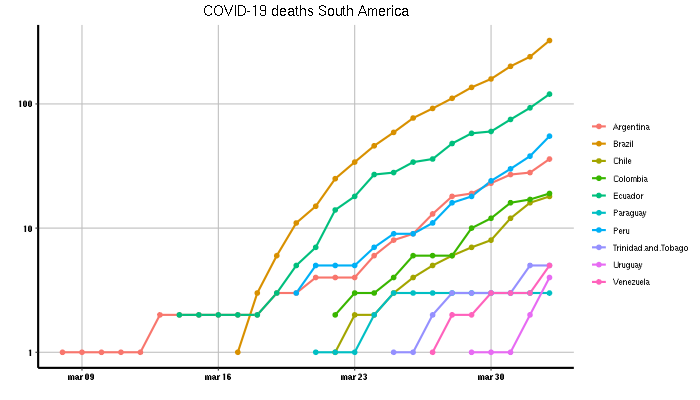 COVID-19 deaths South America
100
10
1
mar 09
mar 16
mar 23
mar 30
Argentina
Brazil
Chile
Colombia
Ecuador
Paraguay
Peru
Trinidad.and.Tobago
Uruguay
Venezuela